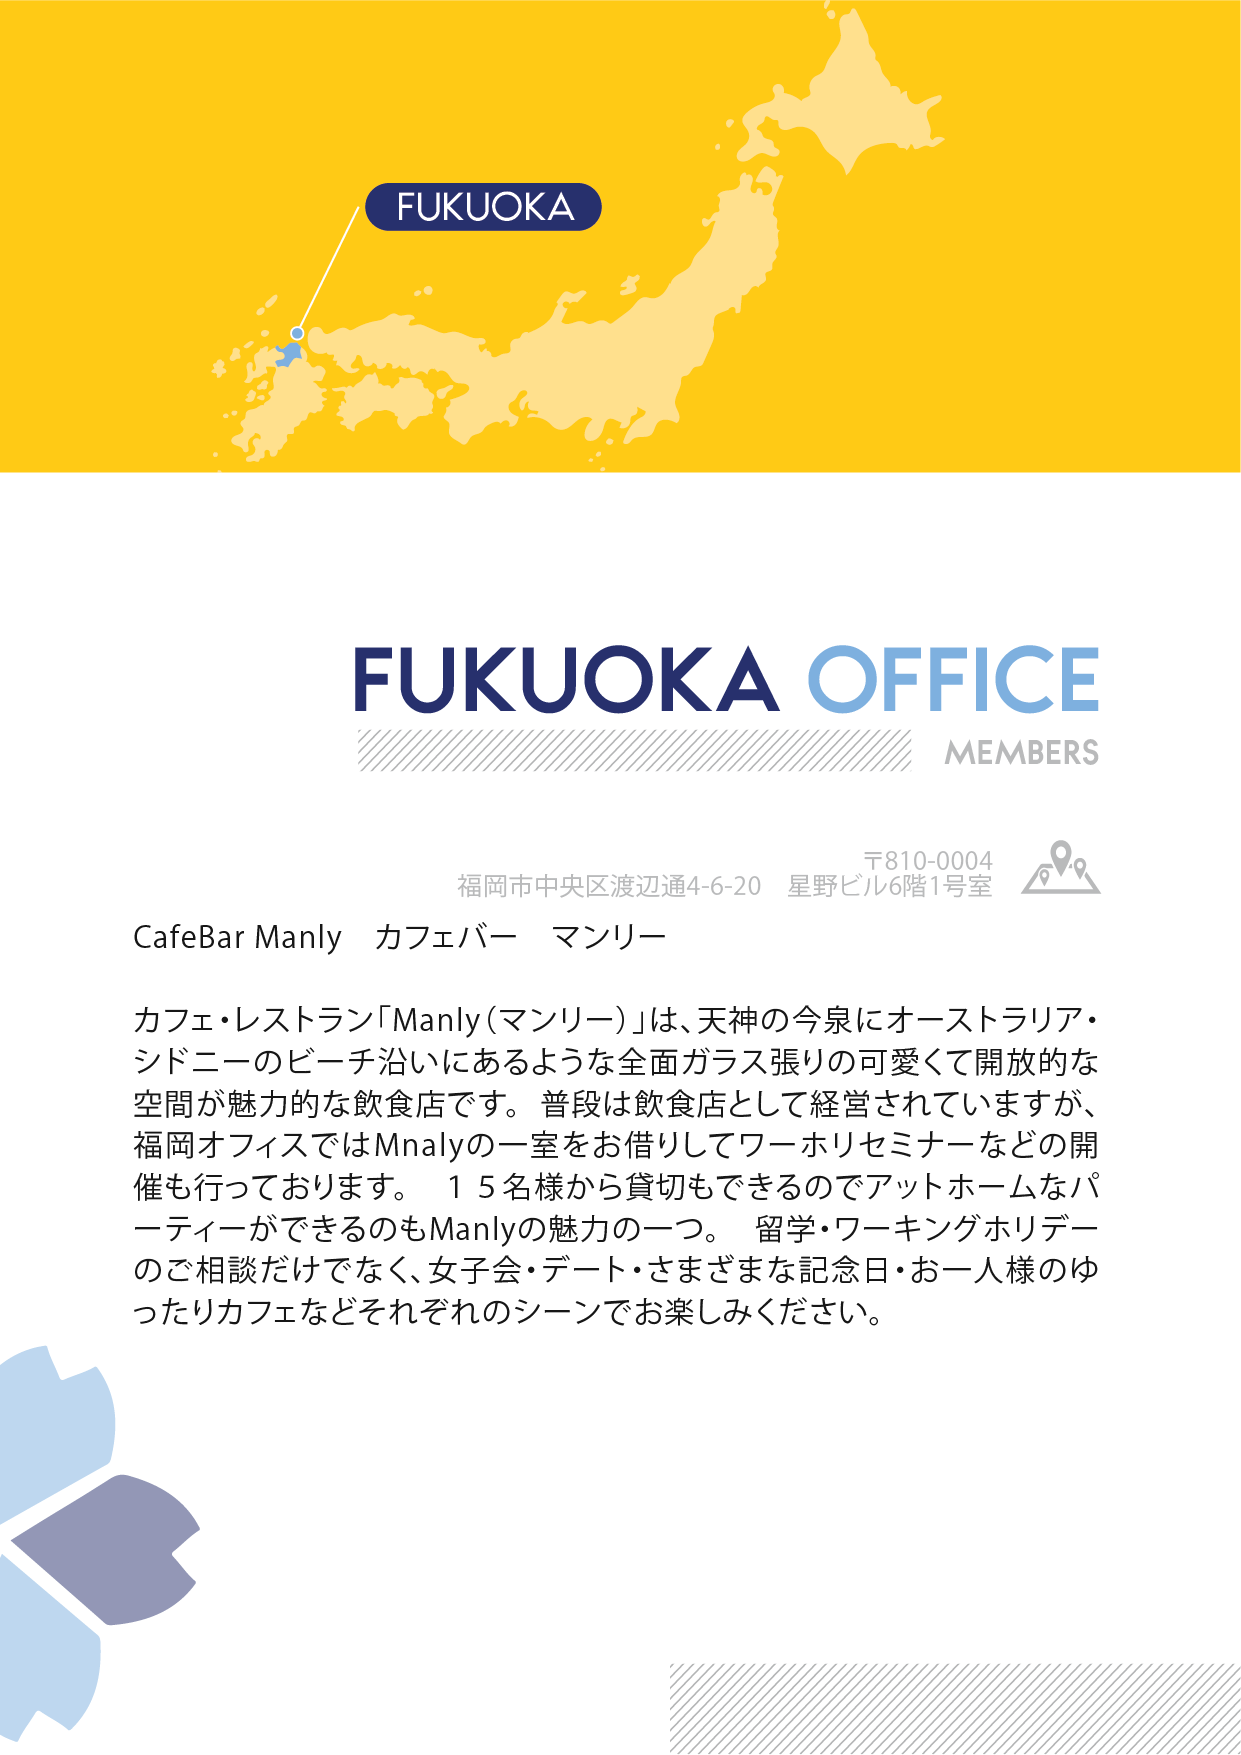 FUKUOKA
FUKUOKA OFFICE
MEMBERS
〒810-0004
福岡市中央区渡辺通4-6-20　星野ビル6階1号室
CafeBar Manly　カフェバー　マンリー
カフェ・レストラン「Manly（マンリー）」は、天神の今泉にオーストラリア・
シドニーのビーチ沿いにあるような全面ガラス張りの可愛くて開放的な
空間が魅力的な飲食店です。 普段は飲食店として経営されていますが、
福岡オフィスではMnalyの一室をお借りしてワーホリセミナーなどの開
催も行っております。　１５名様から貸切もできるのでアットホームなパ
ーティーができるのもManlyの魅力の一つ。　留学・ワーキングホリデー
のご相談だけでなく、女子会・デート・さまざまな記念日・お一人様のゆ
ったりカフェなどそれぞれのシーンでお楽しみください。